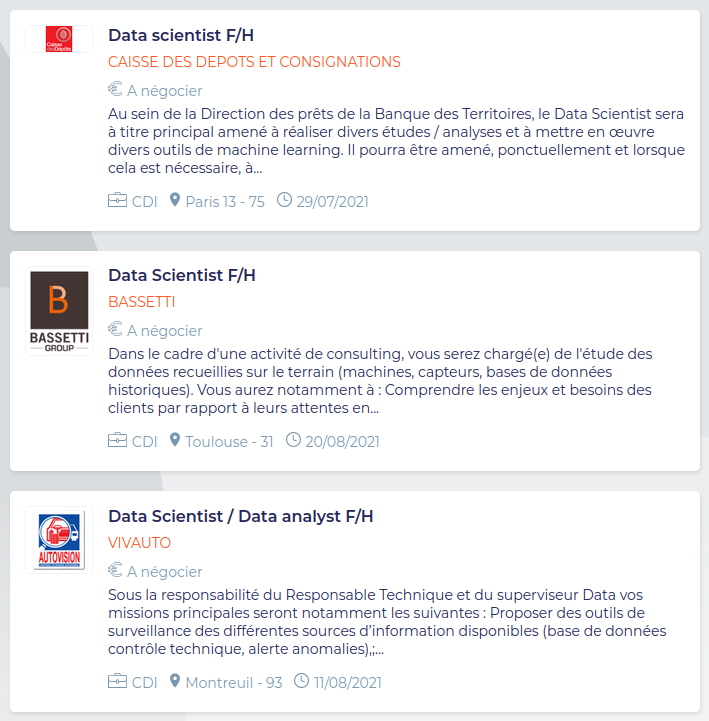 Caisse
des Dépôts
Data scientist F/H
CAISSE DES DEPOTS ET CONSIGNATIONS
A négocier
Au sein de la Direction des prêts de la Banque des Territoires, le Data Scientist sera
à titre principal amené à réaliser divers études / analyses et à mettre en œuvre
divers outils de machine learning. Il pourra être amené, ponctuellement et lorsque
cela est nécessaire, à...
CDI Paris 13 - 75 29/07/2021
B
BASSETTI
GROUP
Data Scientist F/H
BASSETTI
A négocier
Dans le cadre d'une activité de consulting, vous serez chargé(e) de l'étude des
données recueillies sur le terrain (machines, capteurs, bases de données
historiques). Vous aurez notamment à : Comprendre les enjeux et besoins des
clients par rapport à leurs attentes en...
CDI Toulouse - 31 20/08/2021
AUTOVISION
Data Scientist / Data analyst F/H
VIVAUTO
A négocier
Sous la responsabilité du Responsable Technique et du superviseur Data vos
missions principales seront notamment les suivantes : Proposer des outils de
surveillance des différentes sources d'information disponibles (base de données
contrôle technique, alerte anomalies),;...
CDI Montreuil - 93 11/08/2021